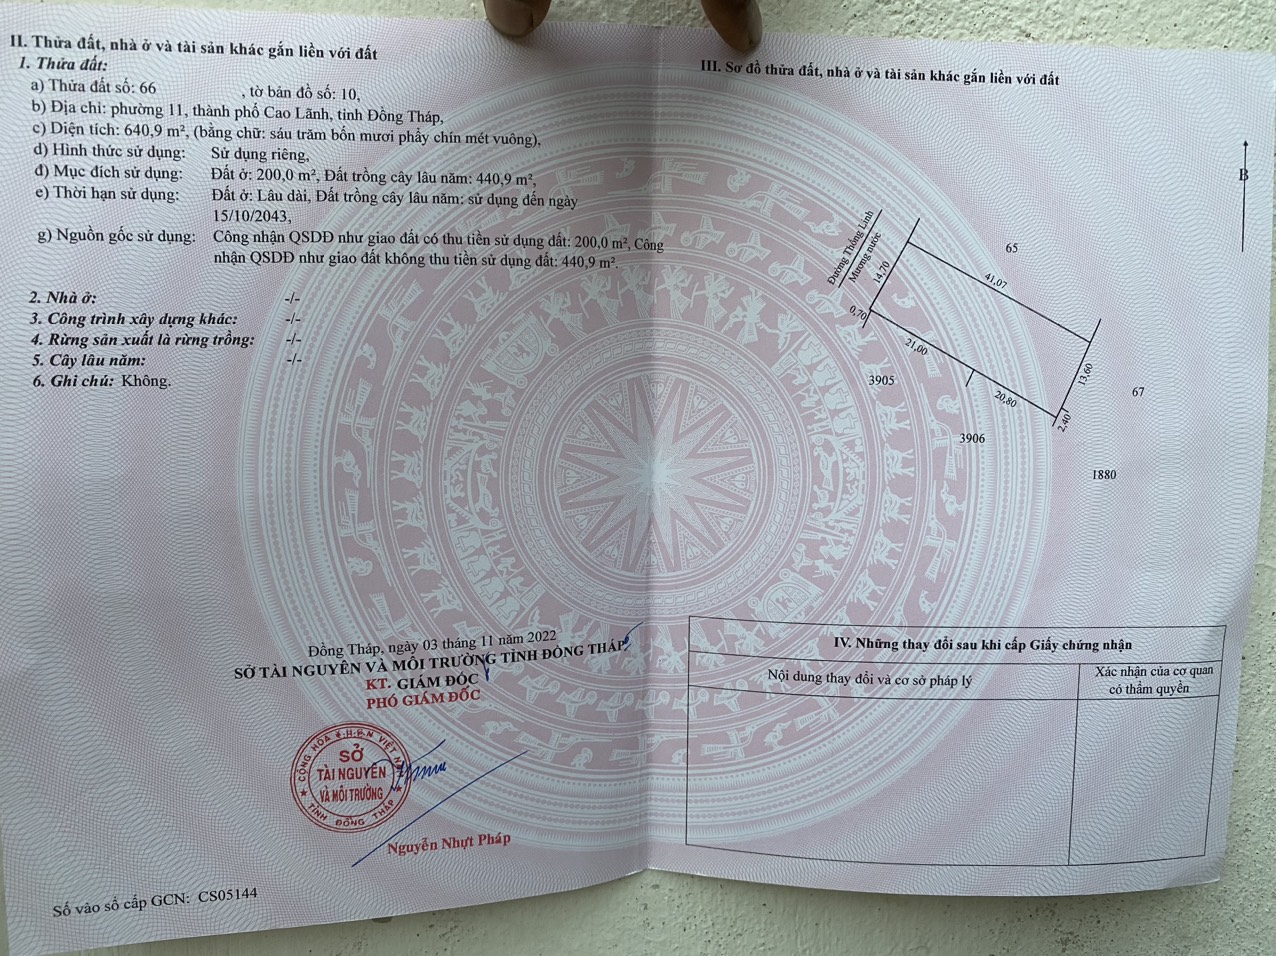 II. Thửa đất, nhà ở và tài sản khác gắn liền với đất
1. Thửa đất:
a) Thửa đất số: 66 , tờ bản đồ số: 10,
b) Địa chỉ: phường 11, thành phố Cao Lãnh, tỉnh Đồng Tháp,
c) Diện tích: 640,9 m², (bằng chữ: sáu trăm bốn mươi phẩy chín mét vuông),
d) Hình thức sử dụng: Sử dụng riêng,
đ) Mục đích sử dụng: Đất ở: 200,0 m², Đất trồng cây lâu năm: 440,9 m²,
e) Thời hạn sử dụng: Đất ở: Lâu dài, Đất trồng cây lâu năm: sử dụng đến ngày
15/10/2043,
g) Nguồn gốc sử dụng: Công nhận QSDĐ như giao đất có thu tiền sử dụng đất: 200,0 m², Công
nhận QSDĐ như giao đất không thu tiền sử dụng đất: 440,9 m².
2. Nhà ở: -/-
3. Công trình xây dựng khác: -/-
4. Rừng sản xuất là rừng trồng: -/-
5. Cây lâu năm: -/-
6. Ghi chú: Không.
Đồng Tháp, ngày 03 tháng 11 năm 2022
SỞ TÀI NGUYÊN VÀ MÔI TRƯỜNG TỈNH ĐỒNG THÁP
KT. GIÁM ĐỐC
PHÓ GIÁM ĐỐC
CỘNG HÒA X.H.C.N VIỆT NAM
SỞ
TÀI NGUYÊN
VÀ MÔI TRƯỜNG
TỈNH ĐỒNG THÁP
Nguyễn Nhựt Pháp
Số vào sổ cấp GCN: CS05144
III. Sơ đồ thửa đất, nhà ở và tài sản khác gắn liền với đất
B
Đường Thống Linh
Mương nước
14,70
0,70
65
41,07
21,00
3905
20,80
13,60
67
2,40
3906
1880
IV. Những thay đổi sau khi cấp Giấy chứng nhận
Nội dung thay đổi và cơ sở pháp lý
Xác nhận của cơ quan
có thẩm quyền